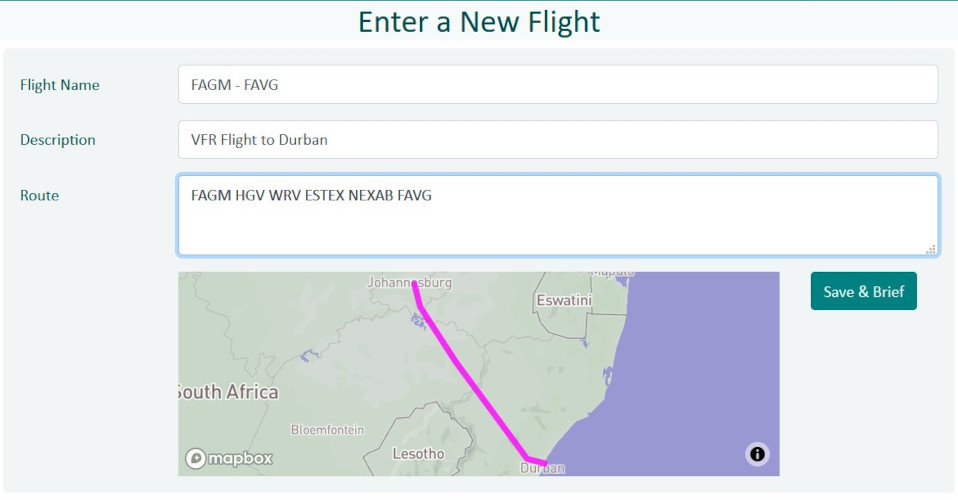 Enter a New Flight
Flight Name
FAGM - FAVG
Description
VFR Flight to Durban
Route
FAGM HGV WRV ESTEX NEXAB FAVG
Johannesburg
Maputo
Eswatini
Save & Brief
South Africa
Bloemfontein
Lesotho
mapbox
Durban